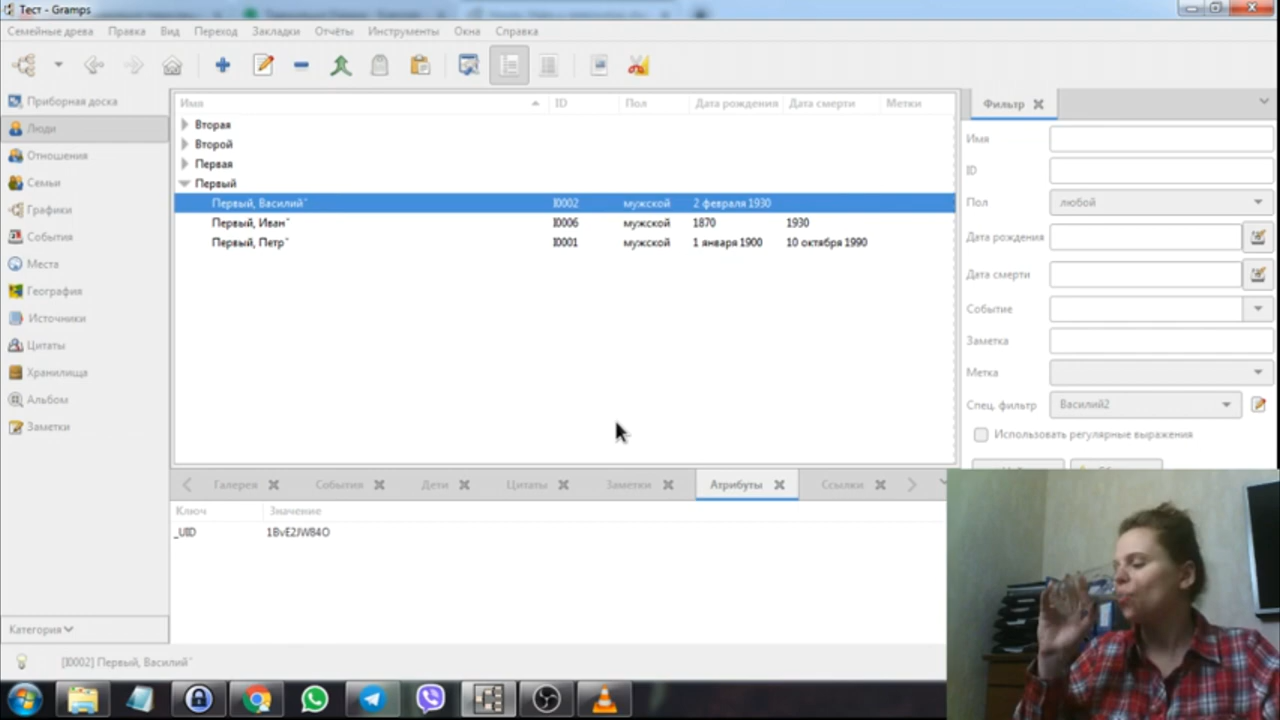 Тест - Gramps
Семейные древа Правка Вид Переход Закладки Отчёты Инструменты Окна Справка
Приборная доска
Люди
Отношения
Семьи
Графики
События
Места
География
Источники
Цитаты
Хранилища
Альбом
Заметки
Категория
Имя ID Пол Дата рождения Дата смерти Метки
Вторая
Второй
Первая
Первый
Первый, Василий I0002 мужской 2 февраля 1930
Первый, Иван I0006 мужской 1870 1930
Первый, Петр I0001 мужской 1 января 1900 10 октября 1990
Фильтр
Имя
ID
Пол любой
Дата рождения
Дата смерти
Событие
Заметка
Метка
Спец. фильтр Василий2
Использовать регулярные выражения
Галерея События Дети Цитаты Заметки Атрибуты Ссылки
Ключ Значение
_UID 1BvE2JW84O
[I0002] Первый, Василий